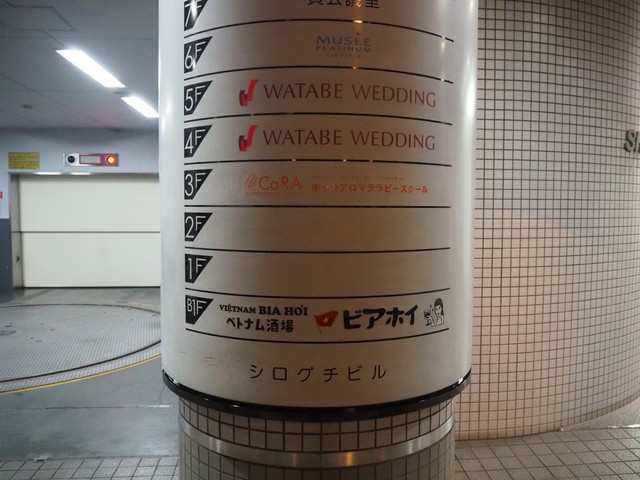 6F MUSÉE PLATINUM
5F WATABE WEDDING
4F WATABE WEDDING
3F CaRA アロマテラピースクール
2F
1F
B1F VIETNAM BIA HƠI ベトナム酒場 ビアホイ
シログチビル